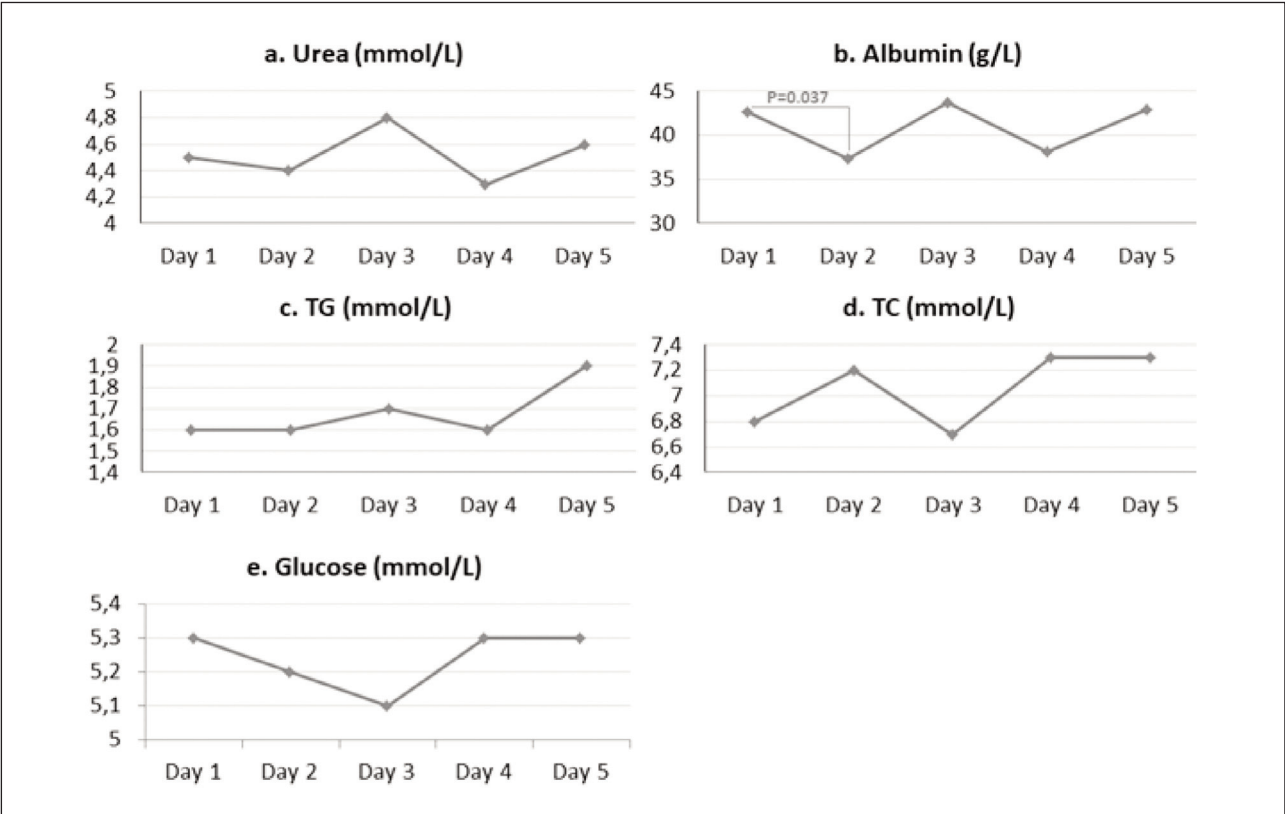 a. Urea (mmol/L)
5
4,8
4,6
4,4
4,2
4
Day 1 Day 2 Day 3 Day 4 Day 5
b. Albumin (g/L)
45
40
35
30
P=0.037
Day 1 Day 2 Day 3 Day 4 Day 5
c. TG (mmol/L)
2
1,9
1,8
1,7
1,6
1,5
1,4
Day 1 Day 2 Day 3 Day 4 Day 5
d. TC (mmol/L)
7,4
7,2
7
6,8
6,6
6,4
Day 1 Day 2 Day 3 Day 4 Day 5
e. Glucose (mmol/L)
5,4
5,3
5,2
5,1
5
Day 1 Day 2 Day 3 Day 4 Day 5